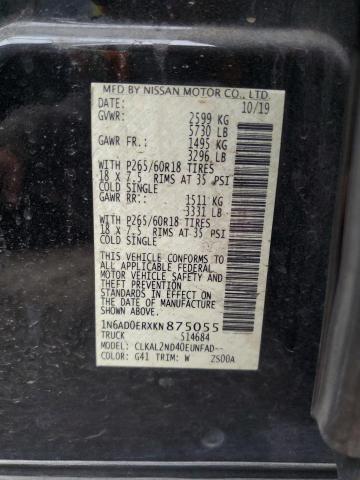 MFD BY NISSAN MOTOR CO., LTD.
DATE: 10/19
GVWR: 2599 KG
5730 LB
GAWR FR: 1495 KG
3296 LB
WITH P265/60R18 TIRES
18 X 7.5 RIMS AT 35 PSI
COLD SINGLE
GAWR RR: 1511 KG
3331 LB
WITH P265/60R18 TIRES
18 X 7.5 RIMS AT 35 PSI
COLD SINGLE
THIS VEHICLE CONFORMS TO
ALL APPLICABLE FEDERAL
MOTOR VEHICLE SAFETY AND
THEFT PREVENTION
STANDARDS IN EFFECT ON
THE DATE OF MANUFACTURE
SHOWN ABOVE.
1N6AD0ERXKN875055
TRUCK 514684
MODEL: CLKAL2ND40EUNFAD--
COLOR: G41 TRIM: W 2S00A